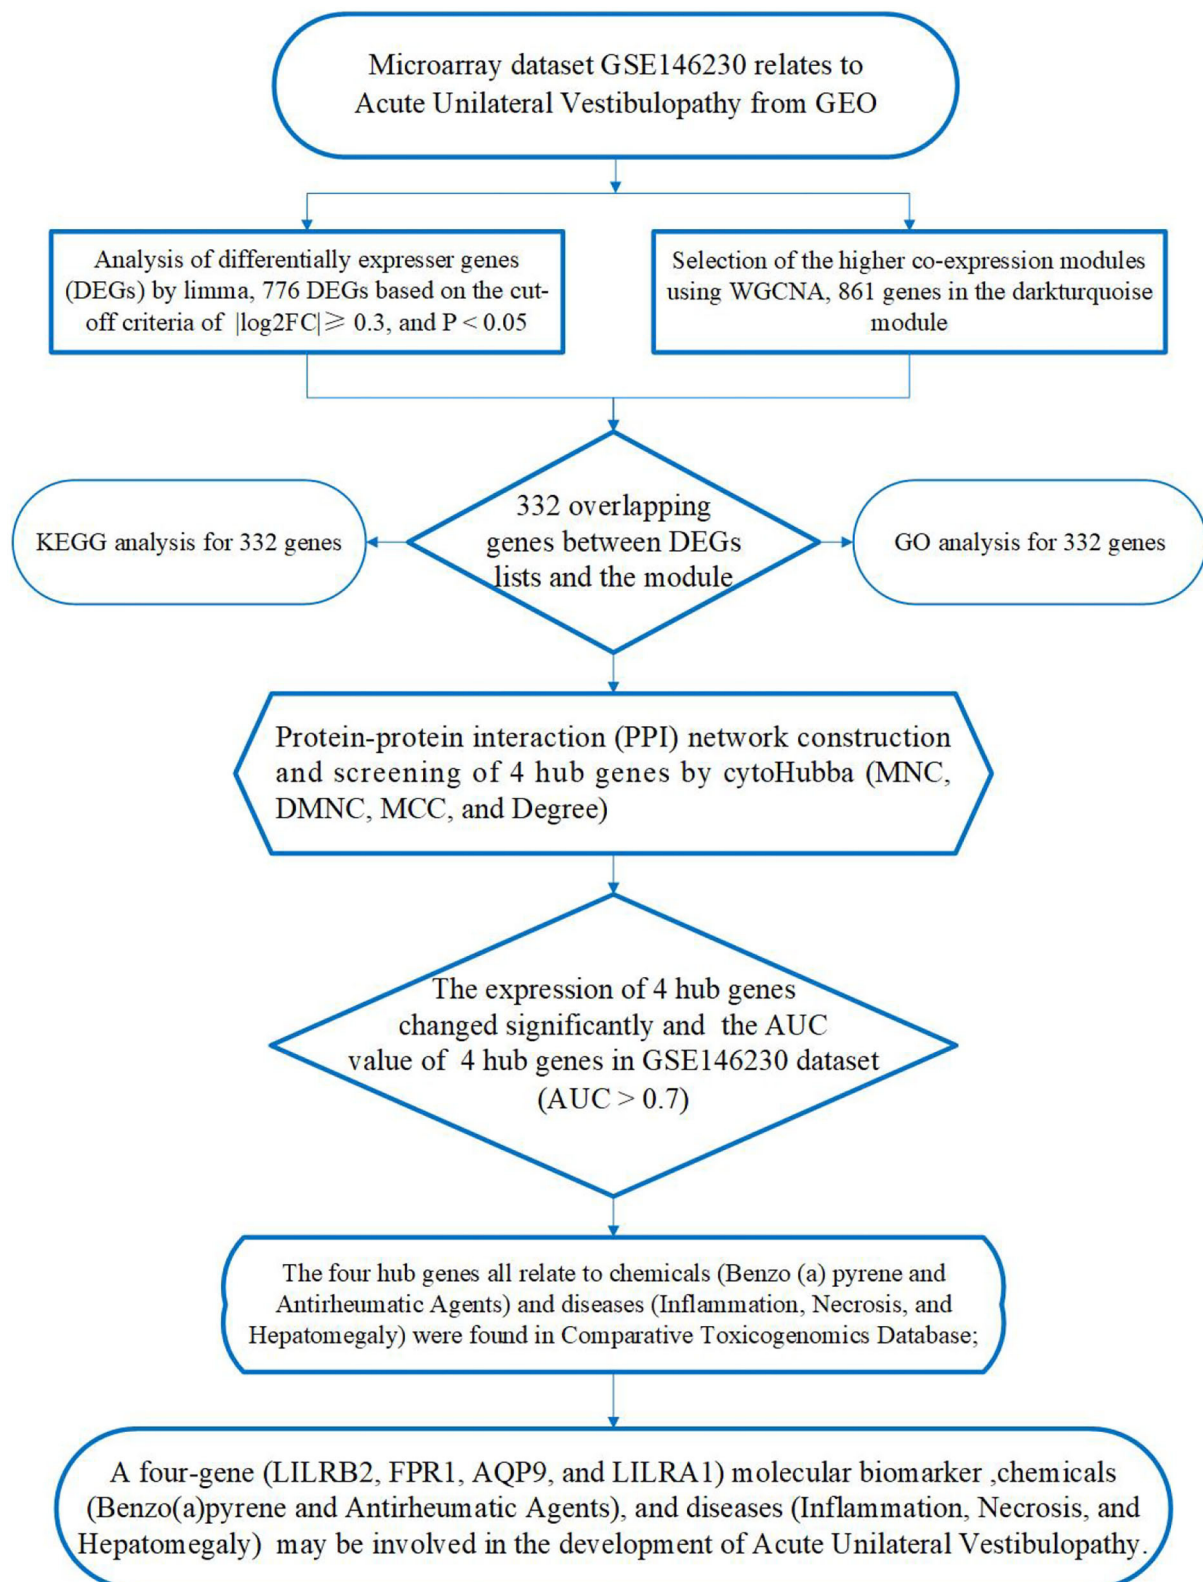 Microarray dataset GSE146230 relates to
Acute Unilateral Vestibulopathy from GEO
Analysis of differentially expresser genes
(DEGs) by limma, 776 DEGs based on the cut-
off criteria of |log2FC|≥ 0.3, and P < 0.05
Selection of the higher co-expression modules
using WGCNA, 861 genes in the darkturquoise
module
332 overlapping
genes between DEGs
lists and the module
KEGG analysis for 332 genes
GO analysis for 332 genes
Protein-protein interaction (PPI) network construction
and screening of 4 hub genes by cytoHubba (MNC,
DMNC, MCC, and Degree)
The expression of 4 hub genes
changed significantly and the AUC
value of 4 hub genes in GSE146230 dataset
(AUC > 0.7)
The four hub genes all relate to chemicals (Benzo (a) pyrene and
Antirheumatic Agents) and diseases (Inflammation, Necrosis, and
Hepatomegaly) were found in Comparative Toxicogenomics Database;
A four-gene (LILRB2, FPR1, AQP9, and LILRA1) molecular biomarker ,chemicals
(Benzo(a)pyrene and Antirheumatic Agents), and diseases (Inflammation, Necrosis, and
Hepatomegaly) may be involved in the development of Acute Unilateral Vestibulopathy.